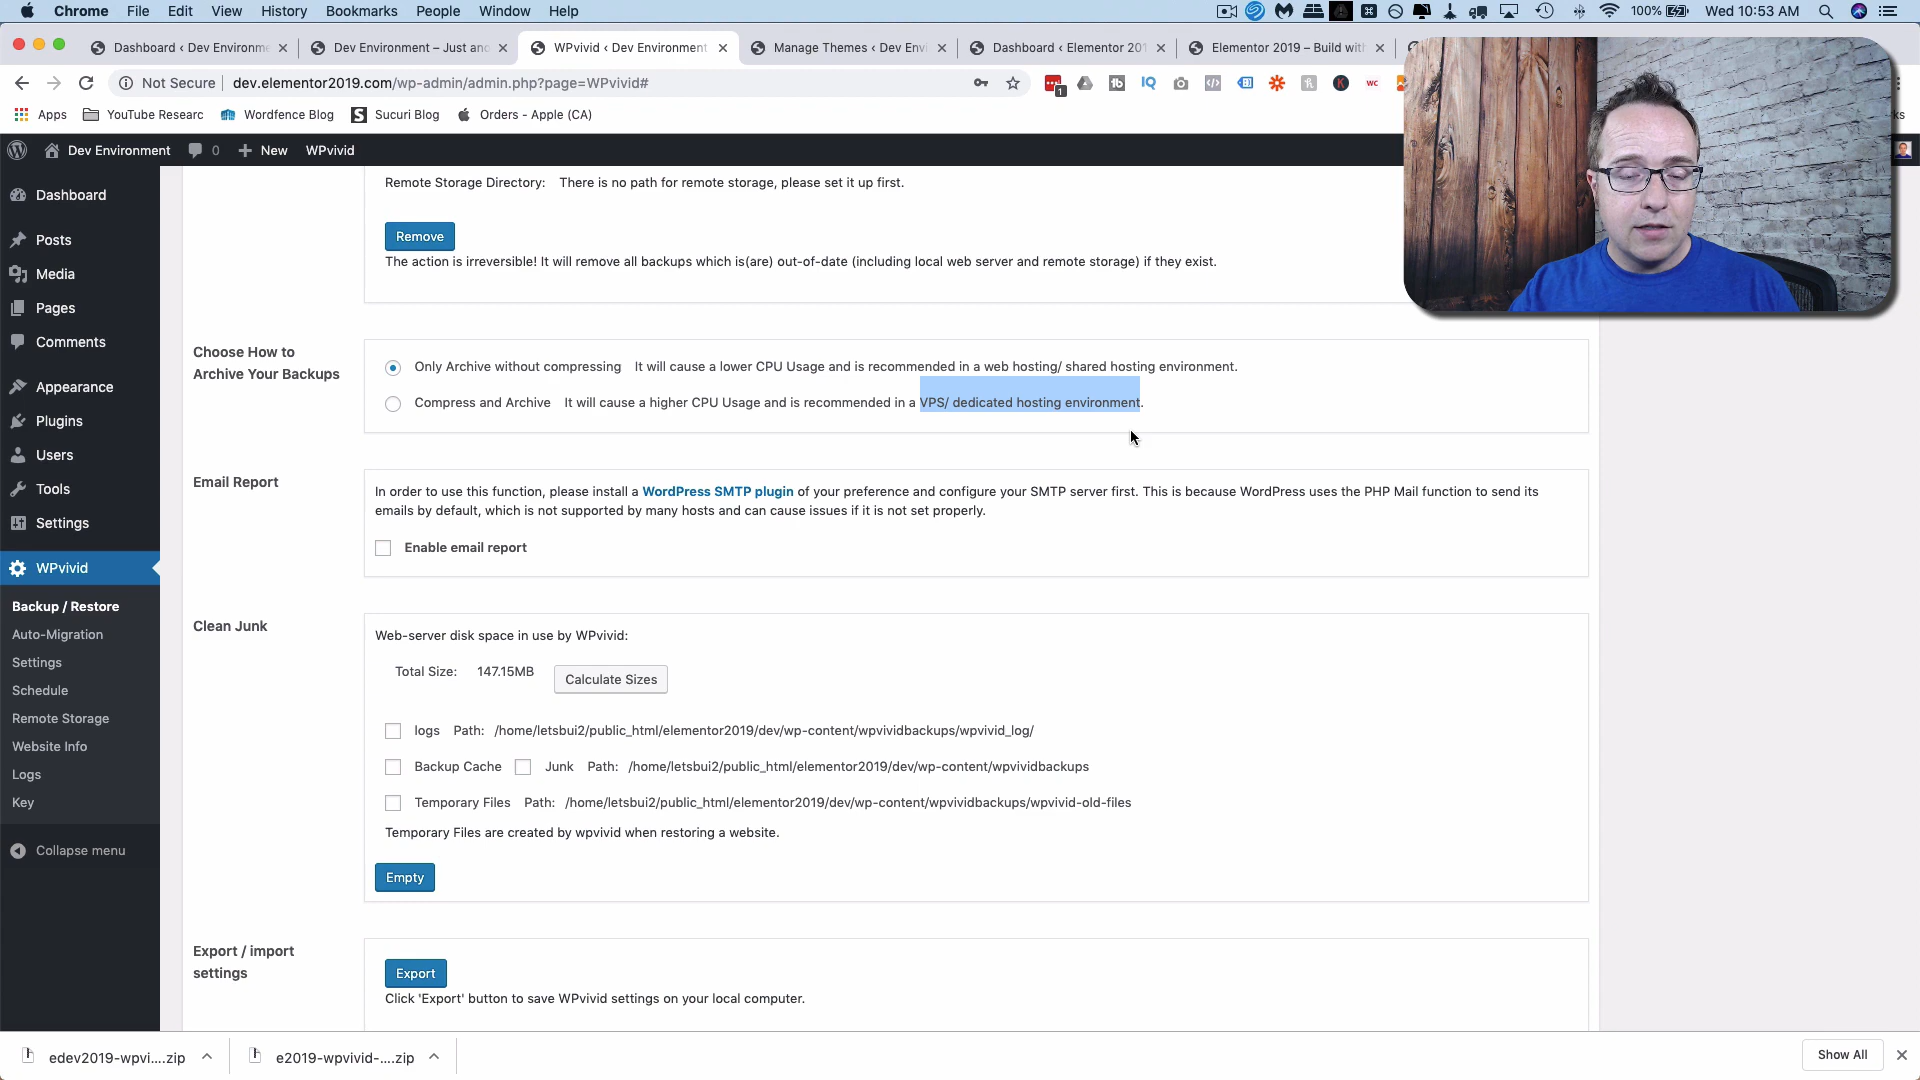 Chrome File Edit View History Bookmarks People Window Help 100% Wed 10:53 AM
Dashboard ‹ Dev Environme Dev Environment – Just an WPvivid ‹ Dev Environment Manage Themes ‹ Dev Envi Dashboard ‹ Elementor 201 Elementor 2019 – Build wit
Not Secure dev.elementor2019.com/wp-admin/admin.php?page=WPvivid#
Apps YouTube Researc Wordfence Blog Sucuri Blog Orders - Apple (CA)
Dev Environment 0 New WPvivid
Dashboard
Posts
Media
Pages
Comments
Appearance
Plugins
Users
Tools
Settings
WPvivid
Backup / Restore
Auto-Migration
Settings
Schedule
Remote Storage
Website Info
Logs
Key
Collapse menu
Remote Storage Directory: There is no path for remote storage, please set it up first.
Remove
The action is irreversible! It will remove all backups which is(are) out-of-date (including local web server and remote storage) if they exist.
Choose How to
Archive Your Backups
Only Archive without compressing It will cause a lower CPU Usage and is recommended in a web hosting/ shared hosting environment.
Compress and Archive It will cause a higher CPU Usage and is recommended in a VPS/ dedicated hosting environment.
Email Report
In order to use this function, please install a WordPress SMTP plugin of your preference and configure your SMTP server first. This is because WordPress uses the PHP Mail function to send its
emails by default, which is not supported by many hosts and can cause issues if it is not set properly.
Enable email report
Clean Junk
Web-server disk space in use by WPvivid:
Total Size: 147.15MB Calculate Sizes
logs Path: /home/letsbui2/public_html/elementor2019/dev/wp-content/wpvividbackups/wpvivid_log/
Backup Cache Junk Path: /home/letsbui2/public_html/elementor2019/dev/wp-content/wpvividbackups
Temporary Files Path: /home/letsbui2/public_html/elementor2019/dev/wp-content/wpvividbackups/wpvivid-old-files
Temporary Files are created by wpvivid when restoring a website.
Empty
Export / import
settings
Export
Click 'Export' button to save WPvivid settings on your local computer.
edev2019-wpvi....zip e2019-wpvivid-....zip Show All